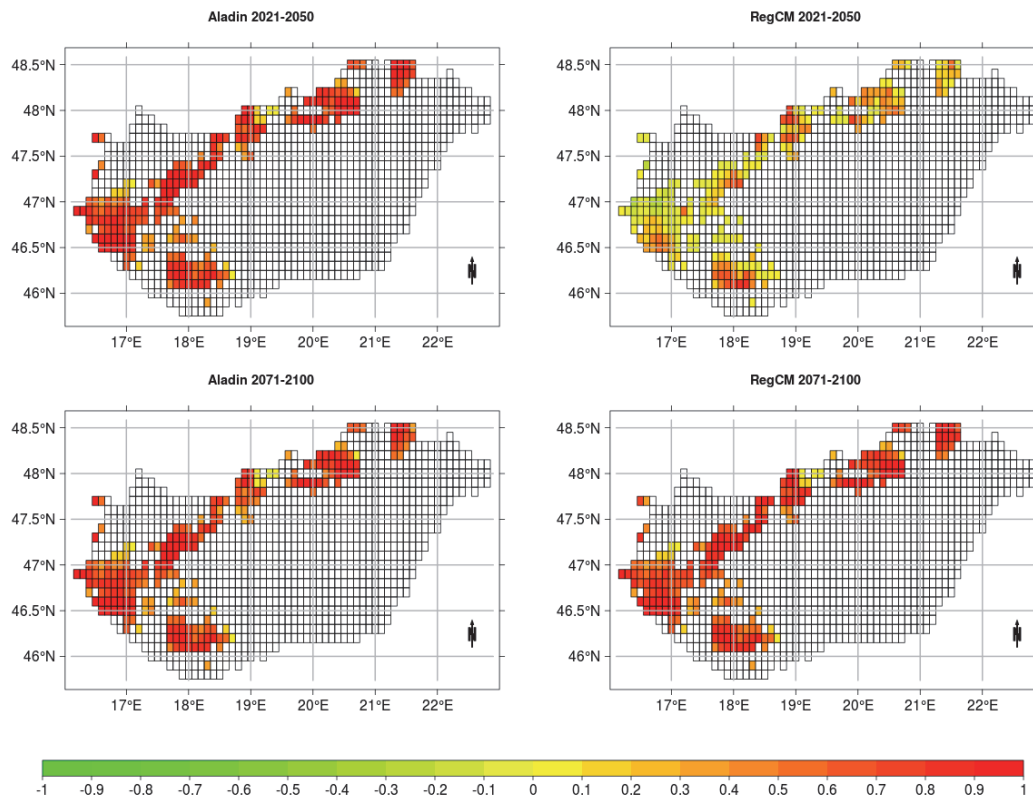 Aladin 2021-2050
RegCM 2021-2050
48.5°N
48°N
47.5°N
47°N
46.5°N
46°N
N
17°E 18°E 19°E 20°E 21°E 22°E
48.5°N
48°N
47.5°N
47°N
46.5°N
46°N
N
17°E 18°E 19°E 20°E 21°E 22°E
Aladin 2071-2100
RegCM 2071-2100
48.5°N
48°N
47.5°N
47°N
46.5°N
46°N
N
17°E 18°E 19°E 20°E 21°E 22°E
48.5°N
48°N
47.5°N
47°N
46.5°N
46°N
N
17°E 18°E 19°E 20°E 21°E 22°E
-1 -0.9 -0.8 -0.7 -0.6 -0.5 -0.4 -0.3 -0.2 -0.1 0 0.1 0.2 0.3 0.4 0.5 0.6 0.7 0.8 0.9 1